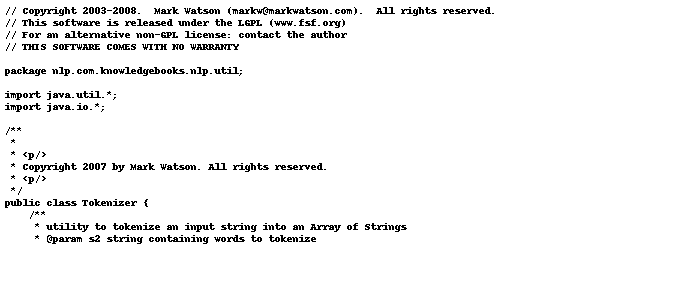 // Copyright 2003-2008.  Mark Watson (markw@markwatson.com).  All rights reserved.
// This software is released under the LGPL (www.fsf.org)
// For an alternative non-GPL license: contact the author
// THIS SOFTWARE COMES WITH NO WARRANTY

package nlp.com.knowledgebooks.nlp.util;

import java.util.*;
import java.io.*;

/**
 *
 * <p/>
 * Copyright 2007 by Mark Watson. All rights reserved.
 * <p/>
 */
public class Tokenizer {
    /**
     * utility to tokenize an input string into an Array of Strings
     * @param s2 string containing words to tokenize